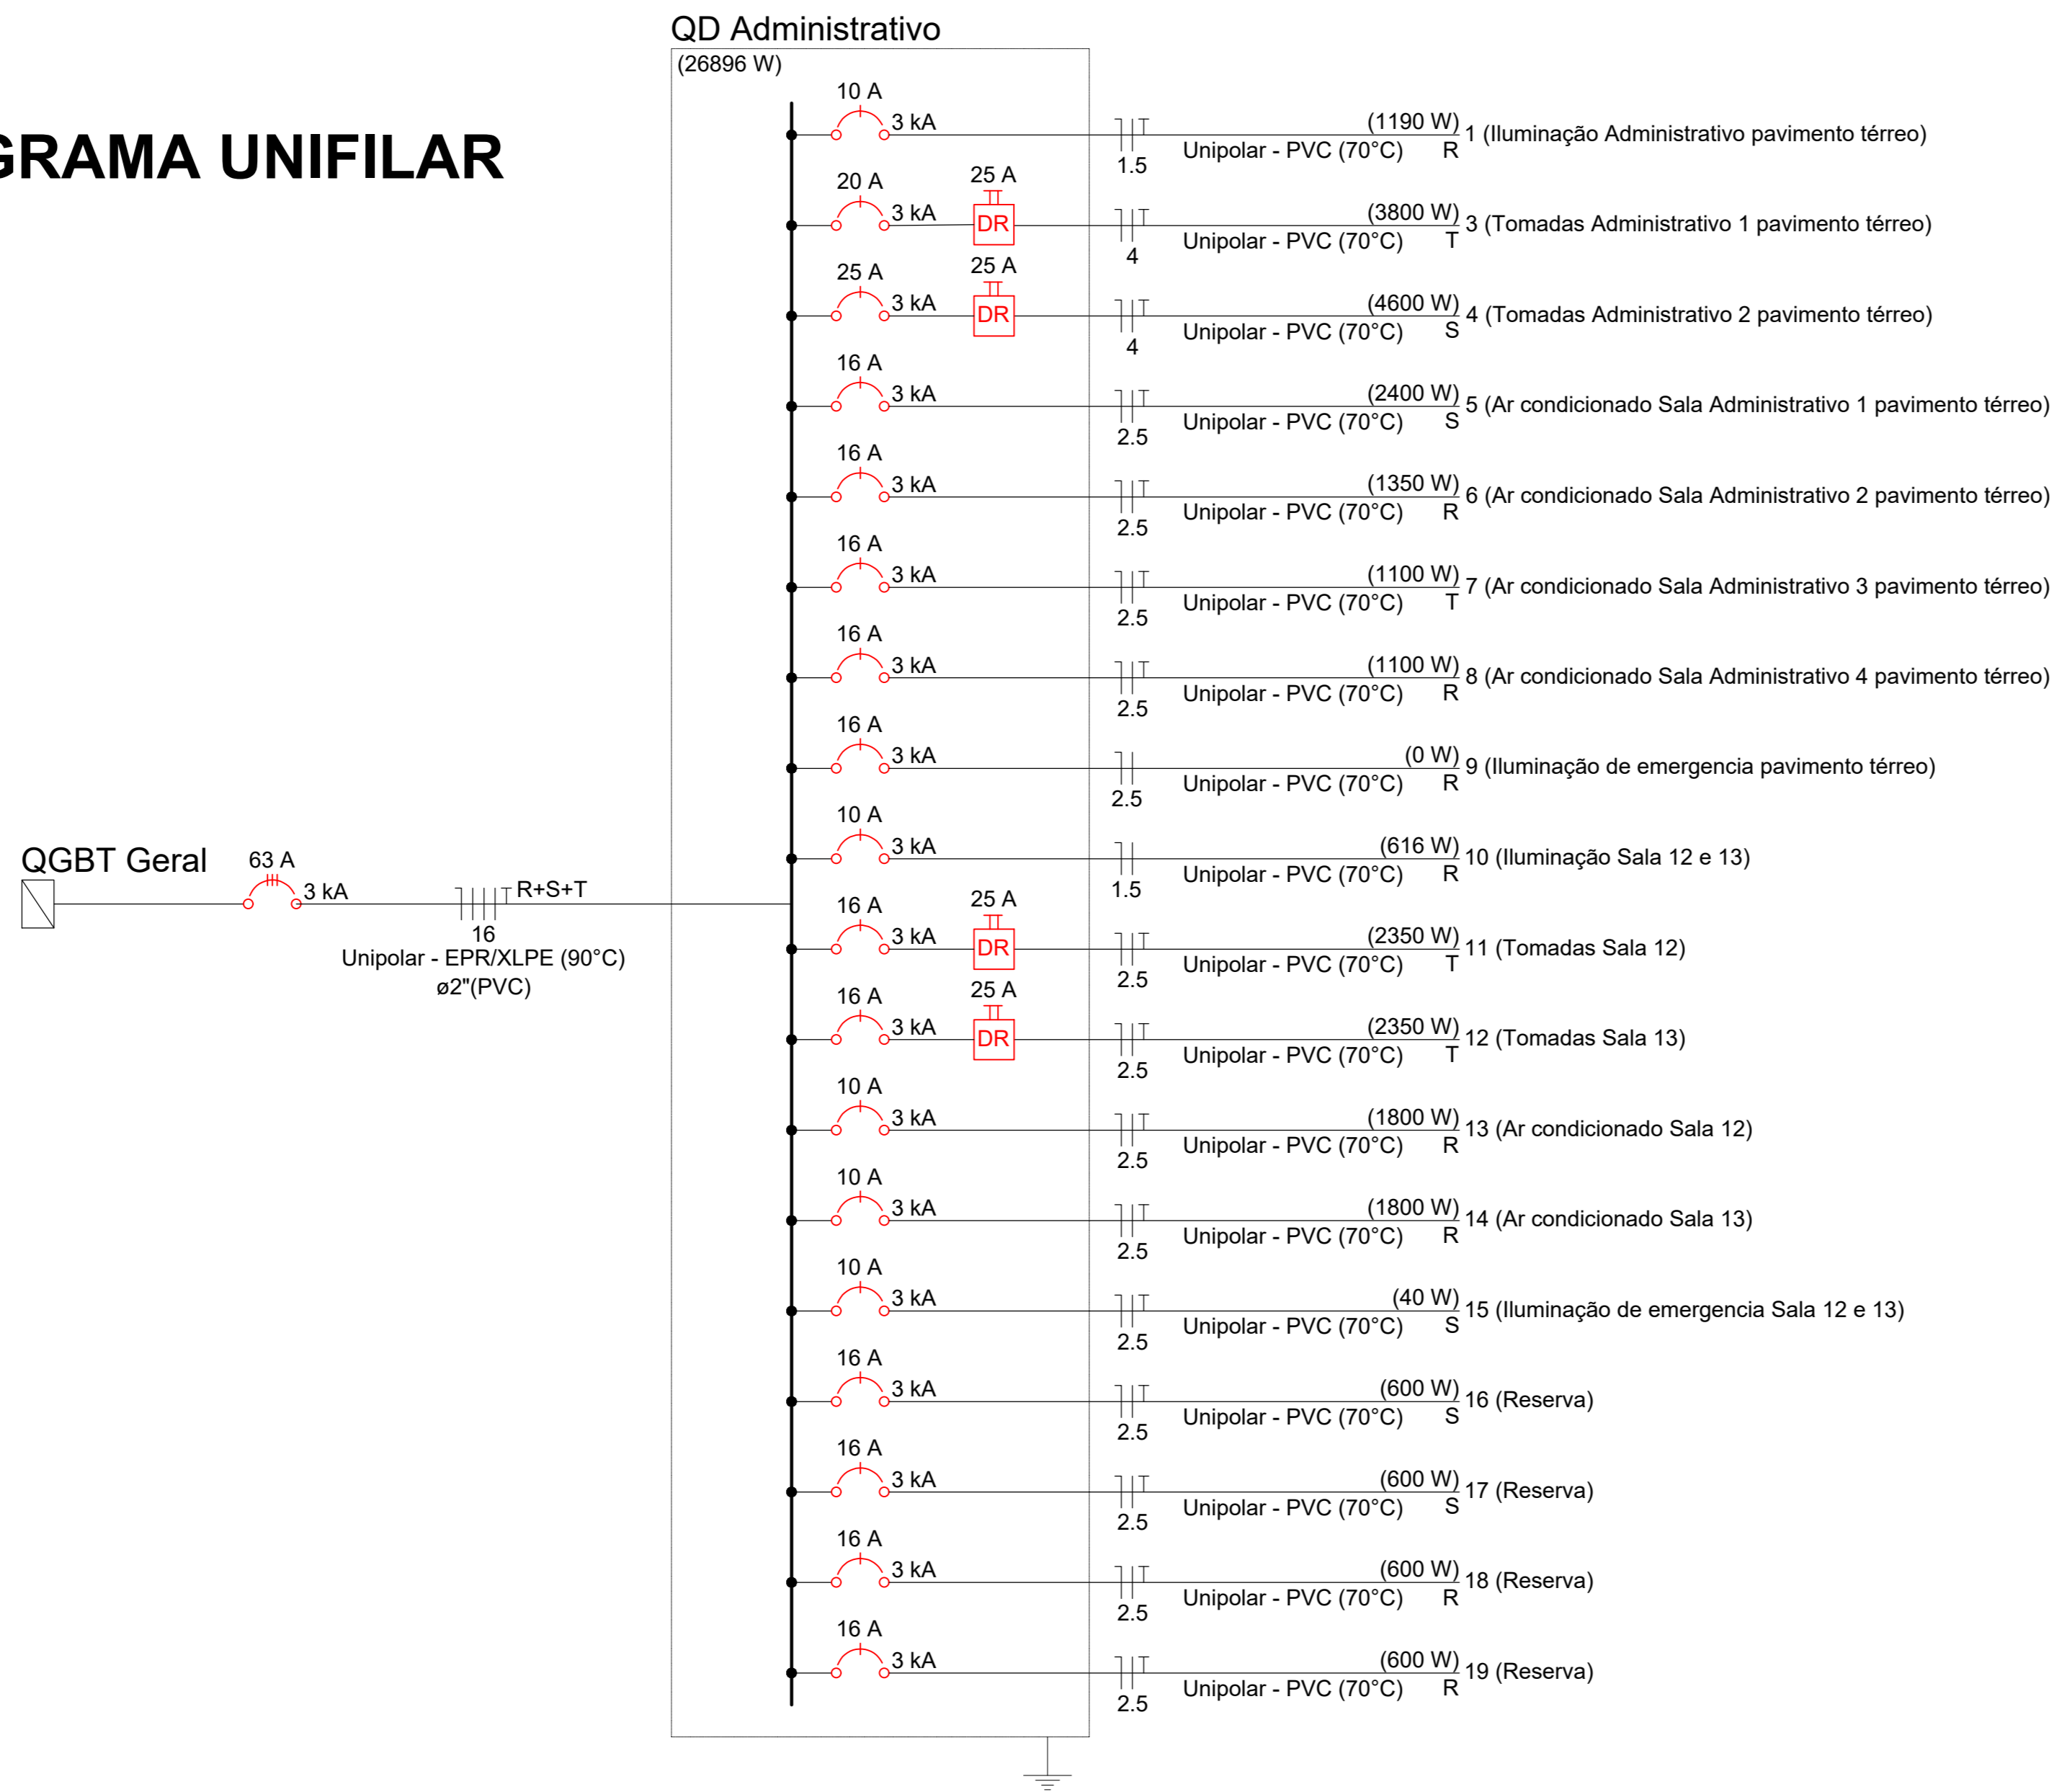 QD Administrativo
(26896 W)
GRAMA UNIFILAR
10 A
3 kA
1.5
(1190 W)
Unipolar - PVC (70°C) R
1 (Iluminação Administrativo pavimento térreo)
20 A
3 kA
25 A
DR
4
(3800 W)
Unipolar - PVC (70°C) T
3 (Tomadas Administrativo 1 pavimento térreo)
25 A
3 kA
25 A
DR
4
(4600 W)
Unipolar - PVC (70°C) S
4 (Tomadas Administrativo 2 pavimento térreo)
16 A
3 kA
2.5
(2400 W)
Unipolar - PVC (70°C) S
5 (Ar condicionado Sala Administrativo 1 pavimento térreo)
16 A
3 kA
2.5
(1350 W)
Unipolar - PVC (70°C) R
6 (Ar condicionado Sala Administrativo 2 pavimento térreo)
16 A
3 kA
2.5
(1100 W)
Unipolar - PVC (70°C) T
7 (Ar condicionado Sala Administrativo 3 pavimento térreo)
16 A
3 kA
2.5
(1100 W)
Unipolar - PVC (70°C) R
8 (Ar condicionado Sala Administrativo 4 pavimento térreo)
16 A
3 kA
2.5
(0 W)
Unipolar - PVC (70°C) R
9 (Iluminação de emergencia pavimento térreo)
10 A
3 kA
1.5
(616 W)
Unipolar - PVC (70°C) R
10 (Iluminação Sala 12 e 13)
QGBT Geral
63 A
3 kA
R+S+T
16
Unipolar - EPR/XLPE (90°C)
ø2"(PVC)
16 A
3 kA
25 A
DR
2.5
(2350 W)
Unipolar - PVC (70°C) T
11 (Tomadas Sala 12)
16 A
3 kA
25 A
DR
2.5
(2350 W)
Unipolar - PVC (70°C) T
12 (Tomadas Sala 13)
10 A
3 kA
2.5
(1800 W)
Unipolar - PVC (70°C) R
13 (Ar condicionado Sala 12)
10 A
3 kA
2.5
(1800 W)
Unipolar - PVC (70°C) R
14 (Ar condicionado Sala 13)
10 A
3 kA
2.5
(40 W)
Unipolar - PVC (70°C) S
15 (Iluminação de emergencia Sala 12 e 13)
16 A
3 kA
2.5
(600 W)
Unipolar - PVC (70°C) S
16 (Reserva)
16 A
3 kA
2.5
(600 W)
Unipolar - PVC (70°C) S
17 (Reserva)
16 A
3 kA
2.5
(600 W)
Unipolar - PVC (70°C) R
18 (Reserva)
16 A
3 kA
2.5
(600 W)
Unipolar - PVC (70°C) R
19 (Reserva)